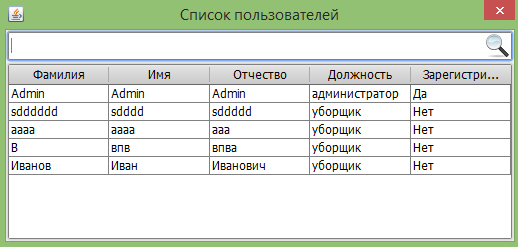 Список пользователей
Фамилия Имя Отчество Должность Зарегистри...
Admin Admin Admin администратор Да
sdddddd sdddd sddddd уборщик Нет
аааа аааа ааа уборщик Нет
В впв впва уборщик Нет
Иванов Иван Иванович уборщик Нет